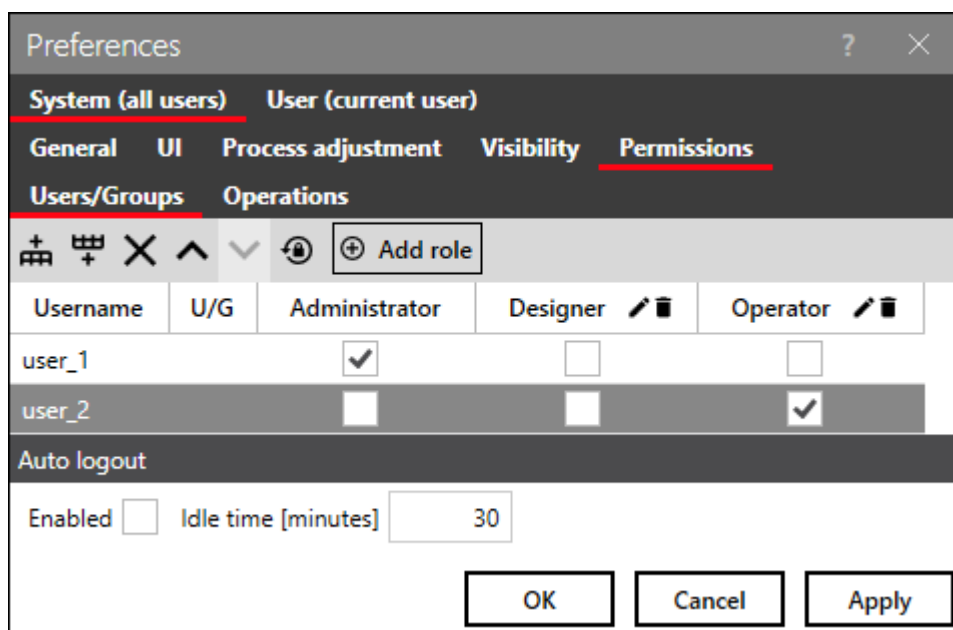 Preferences ?
System (all users) User (current user)
General UI Process adjustment Visibility Permissions
Users/Groups Operations
Add role
Username U/G Administrator Designer Operator
user_1
user_2
Auto logout
Enabled Idle time [minutes] 30
OK Cancel Apply